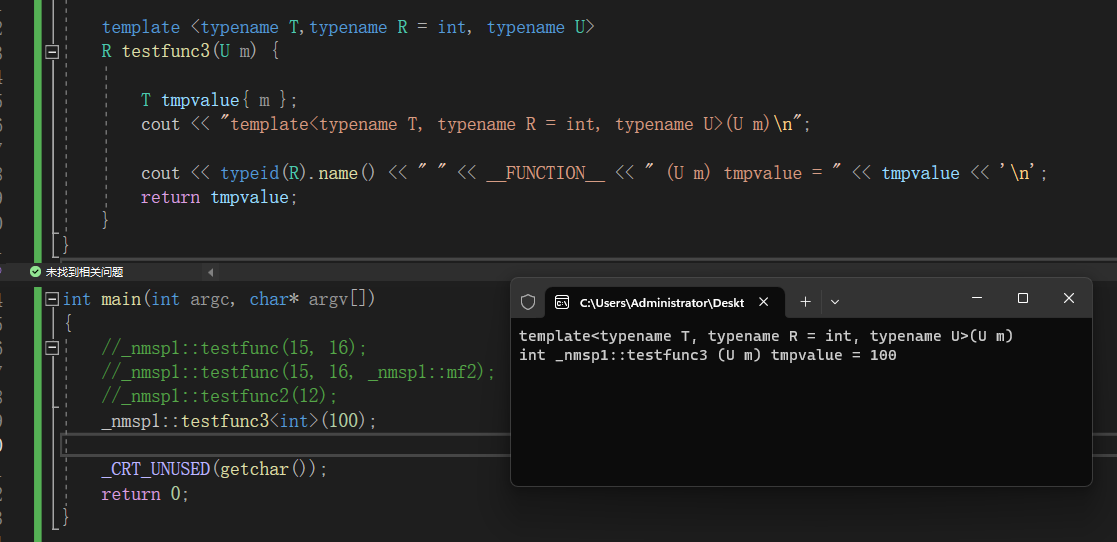 template <typename T,typename R = int, typename U>
R testfunc3(U m) {
T tmpvalue{ m };
cout << "template<typename T, typename R = int, typename U>(U m)\n";
cout << typeid(R).name() << " " << __FUNCTION__ << " (U m) tmpvalue = " << tmpvalue << '\n';
return tmpvalue;
}
}
未找到相关问题
int main(int argc, char* argv[])
{
//_nmsp1::testfunc(15, 16);
//_nmsp1::testfunc(15, 16, _nmsp1::mf2);
//_nmsp1::testfunc2(12);
_nmsp1::testfunc3<int>(100);
_CRT_UNUSED(getchar());
return 0;
}
C:\Users\Administrator\Deskt
template<typename T, typename R = int, typename U>(U m)
int _nmsp1::testfunc3 (U m) tmpvalue = 100